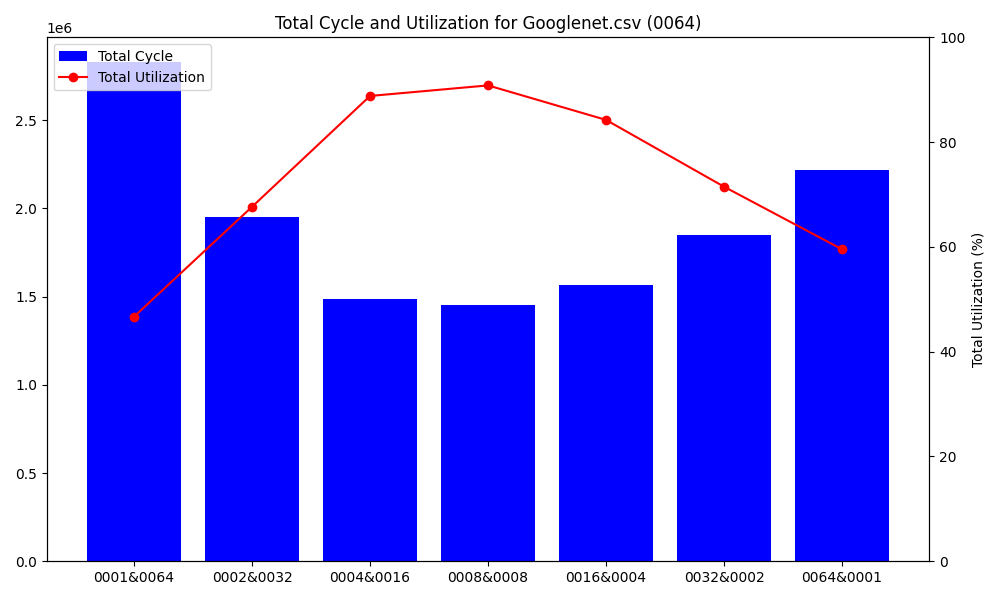 Total Cycle and Utilization for Googlenet.csv (0064)
1e6
Total Cycle
Total Utilization
2.5
2.0
1.5
1.0
0.5
0.0
100
80
60
40
20
0
Total Utilization (%)
0001&0064 0002&0032 0004&0016 0008&0008 0016&0004 0032&0002 0064&0001